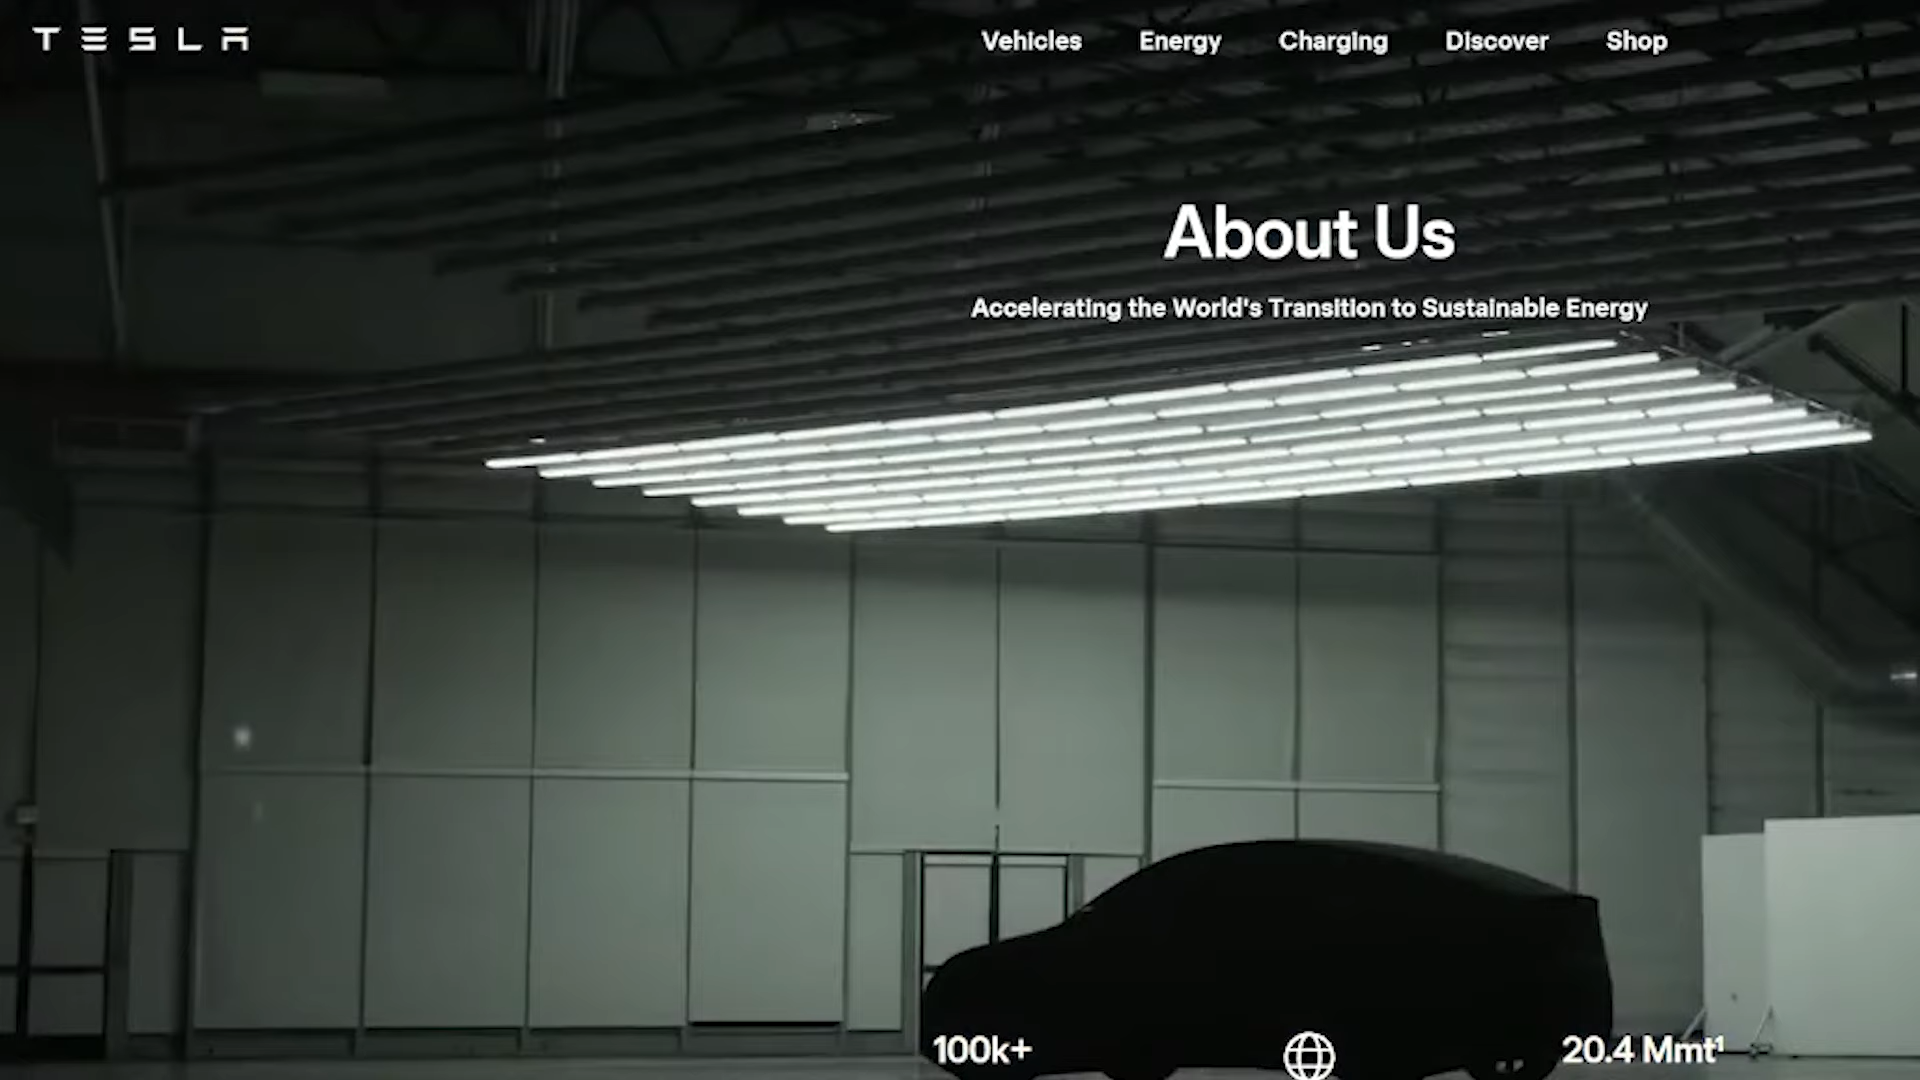 TESLA
Vehicles Energy Charging Discover Shop
About Us
Accelerating the World's Transition to Sustainable Energy
100k+
20.4 Mmt¹